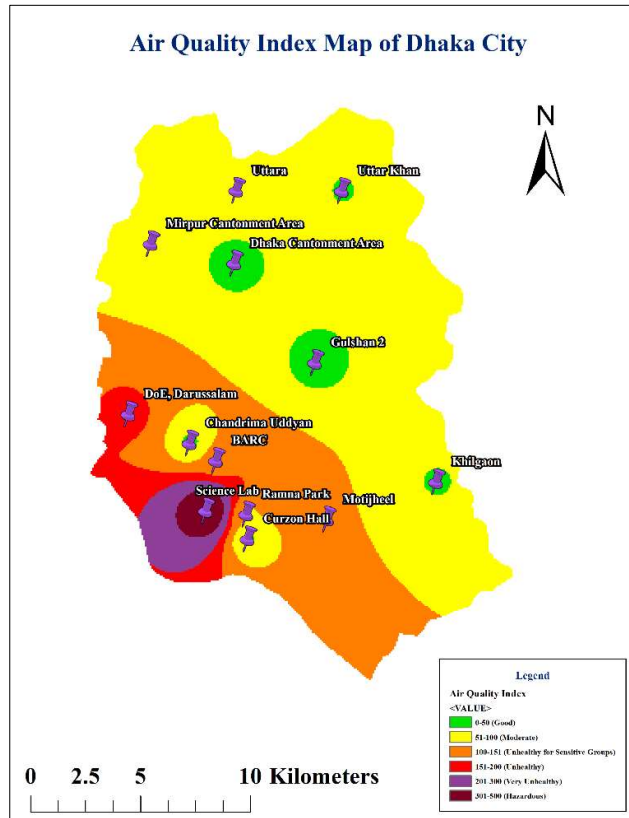 Air Quality Index Map of Dhaka City
N
Uttara
Uttar Khan
Mirpur Cantonment Area
Dhaka Cantonment Area
Gulshan 2
DoE, Darussalam
Chandrima Uddyan
BARC
Khilgaon
Science Lab
Ramna Park
Motijheel
Curzon Hall
Legend
Air Quality Index
<VALUE>
0-50 (Good)
51-100 (Moderate)
100-151 (Unhealthy for Sensitive Groups)
151-200 (Unhealthy)
201-300 (Very Unhealthy)
301-500 (Hazardous)
0 2.5 5 10 Kilometers